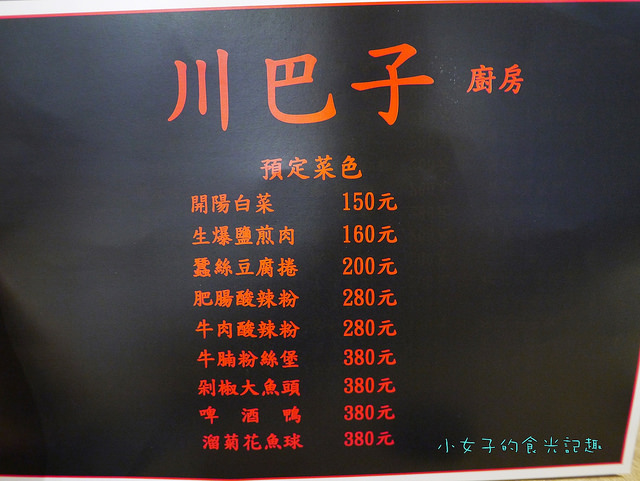 川巴子 廚房
預定菜色
開陽白菜 150元
生爆鹽煎肉 160元
蠶絲豆腐捲 200元
肥腸酸辣粉 280元
牛肉酸辣粉 280元
牛腩粉絲堡 380元
剁椒大魚頭 380元
啤酒鴨 380元
溜菊花魚球 380元
小女子的食光記趣